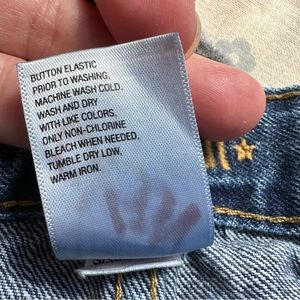 BUTTON ELASTIC
PRIOR TO WASHING.
MACHINE WASH COLD.
WASH AND DRY
WITH LIKE COLORS.
ONLY NON-CHLORINE
BLEACH WHEN NEEDED,
TUMBLE DRY LOW,
WARM IRON.